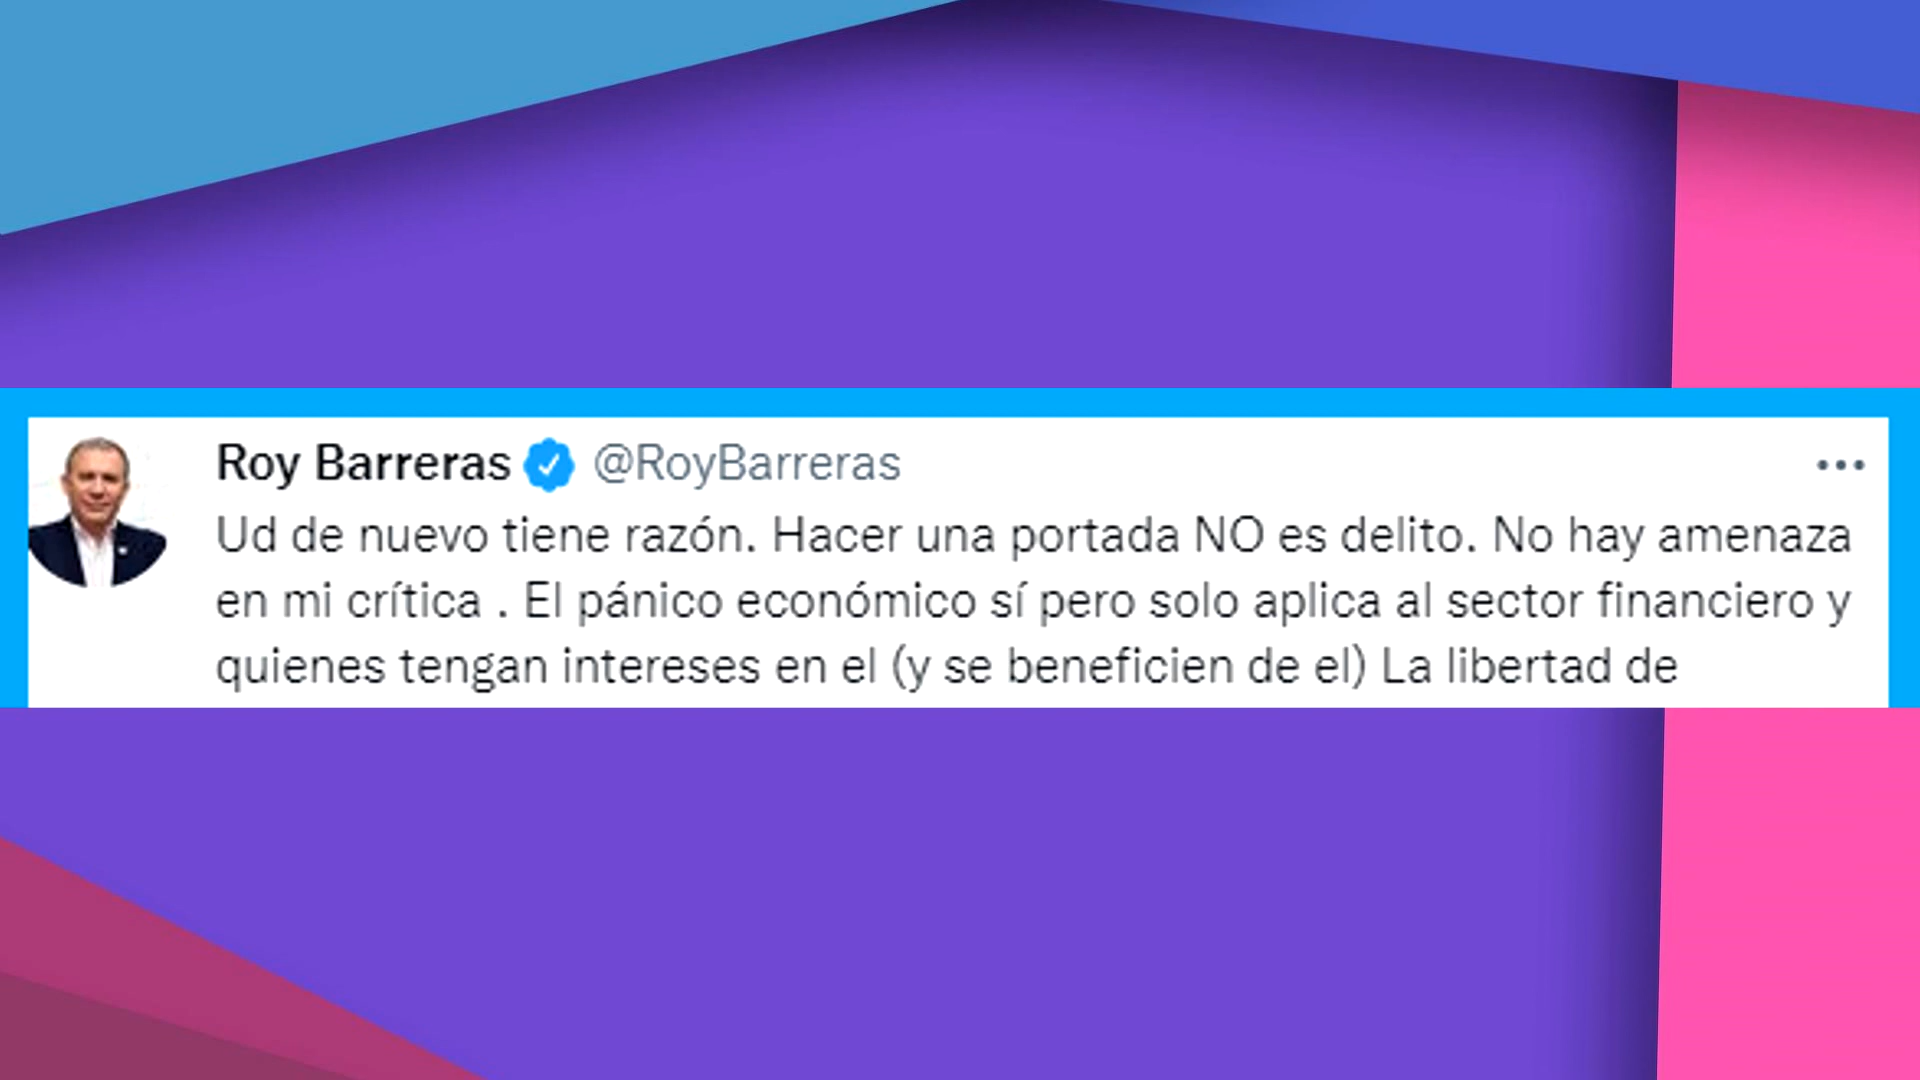 Roy Barreras @RoyBarreras
Ud de nuevo tiene razón. Hacer una portada NO es delito. No hay amenaza
en mi crítica . El pánico económico sí pero solo aplica al sector financiero y
quienes tengan intereses en el (y se beneficien de el) La libertad de